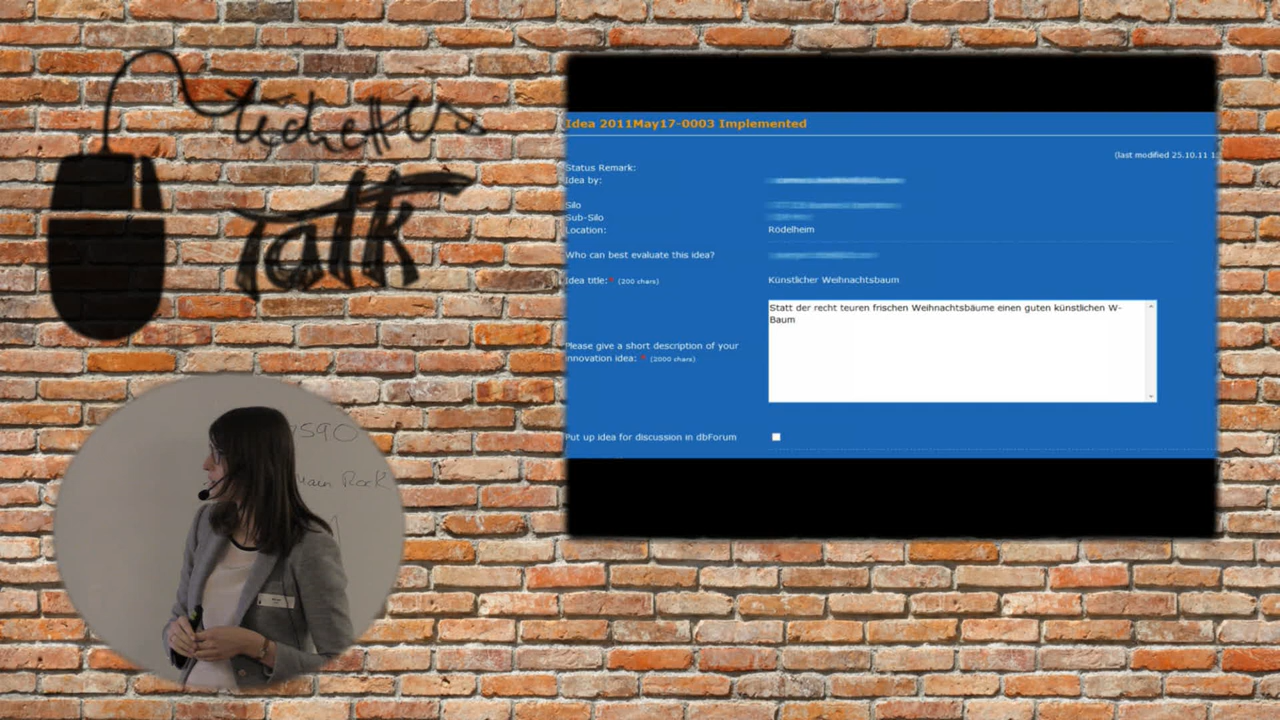 Talk
Idea 2011May17-0003 Implemented
(last modified 25.10.11 1
Status Remark:
Idea by:
Silo
Sub-Silo
Location: Rödelheim
Who can best evaluate this idea?
Idea title: * (200 chars) Künstlicher Weihnachtsbaum
Statt der recht teuren frischen Weihnachtsbäume einen guten künstlichen W-
Baum
Please give a short description of your
innovation idea: * (2000 chars)
Put up idea for discussion in dbForum